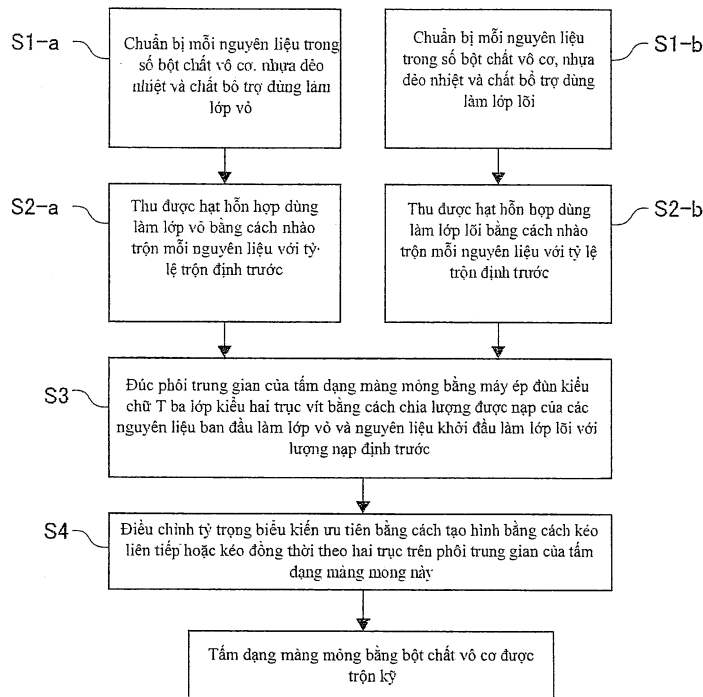 S1-a
Chuẩn bị mỗi nguyên liệu trong
số bột chất vô cơ. nhựa dẻo
nhiệt và chất bổ trợ dùng làm
lớp vỏ
Chuẩn bị mỗi nguyên liệu
trong số bột chất vô cơ, nhựa
dẻo nhiệt và chất bổ trợ dùng
làm lớp lõi
S1-b
S2-a
Thu được hạt hỗn hợp dùng
làm lớp vỏ bằng cách nhào
trộn mỗi nguyên liệu với tỷ
lệ trộn định trước
Thu được hạt hỗn hợp dùng
làm lớp lõi bằng cách nhào
trộn mỗi nguyên liệu với tỷ lệ
trộn định trước
S2-b
S3
Đúc phôi trung gian của tấm dạng màng mỏng bằng máy ép đùn kiểu
chữ T ba lớp kiểu hai trục vít bằng cách chia lượng được nạp của các
nguyên liệu ban đầu làm lớp vỏ và nguyên liệu khởi đầu làm lớp lõi với
lượng nạp định trước
S4
Điều chỉnh tỷ trọng biểu kiến ưu tiên bằng cách tạo hình bằng cách kéo
liên tiếp hoặc kéo đồng thời theo hai trục trên phôi trung gian của tấm
dạng màng mong này
Tấm dạng màng mỏng bằng bột chất vô cơ được
trộn kỹ